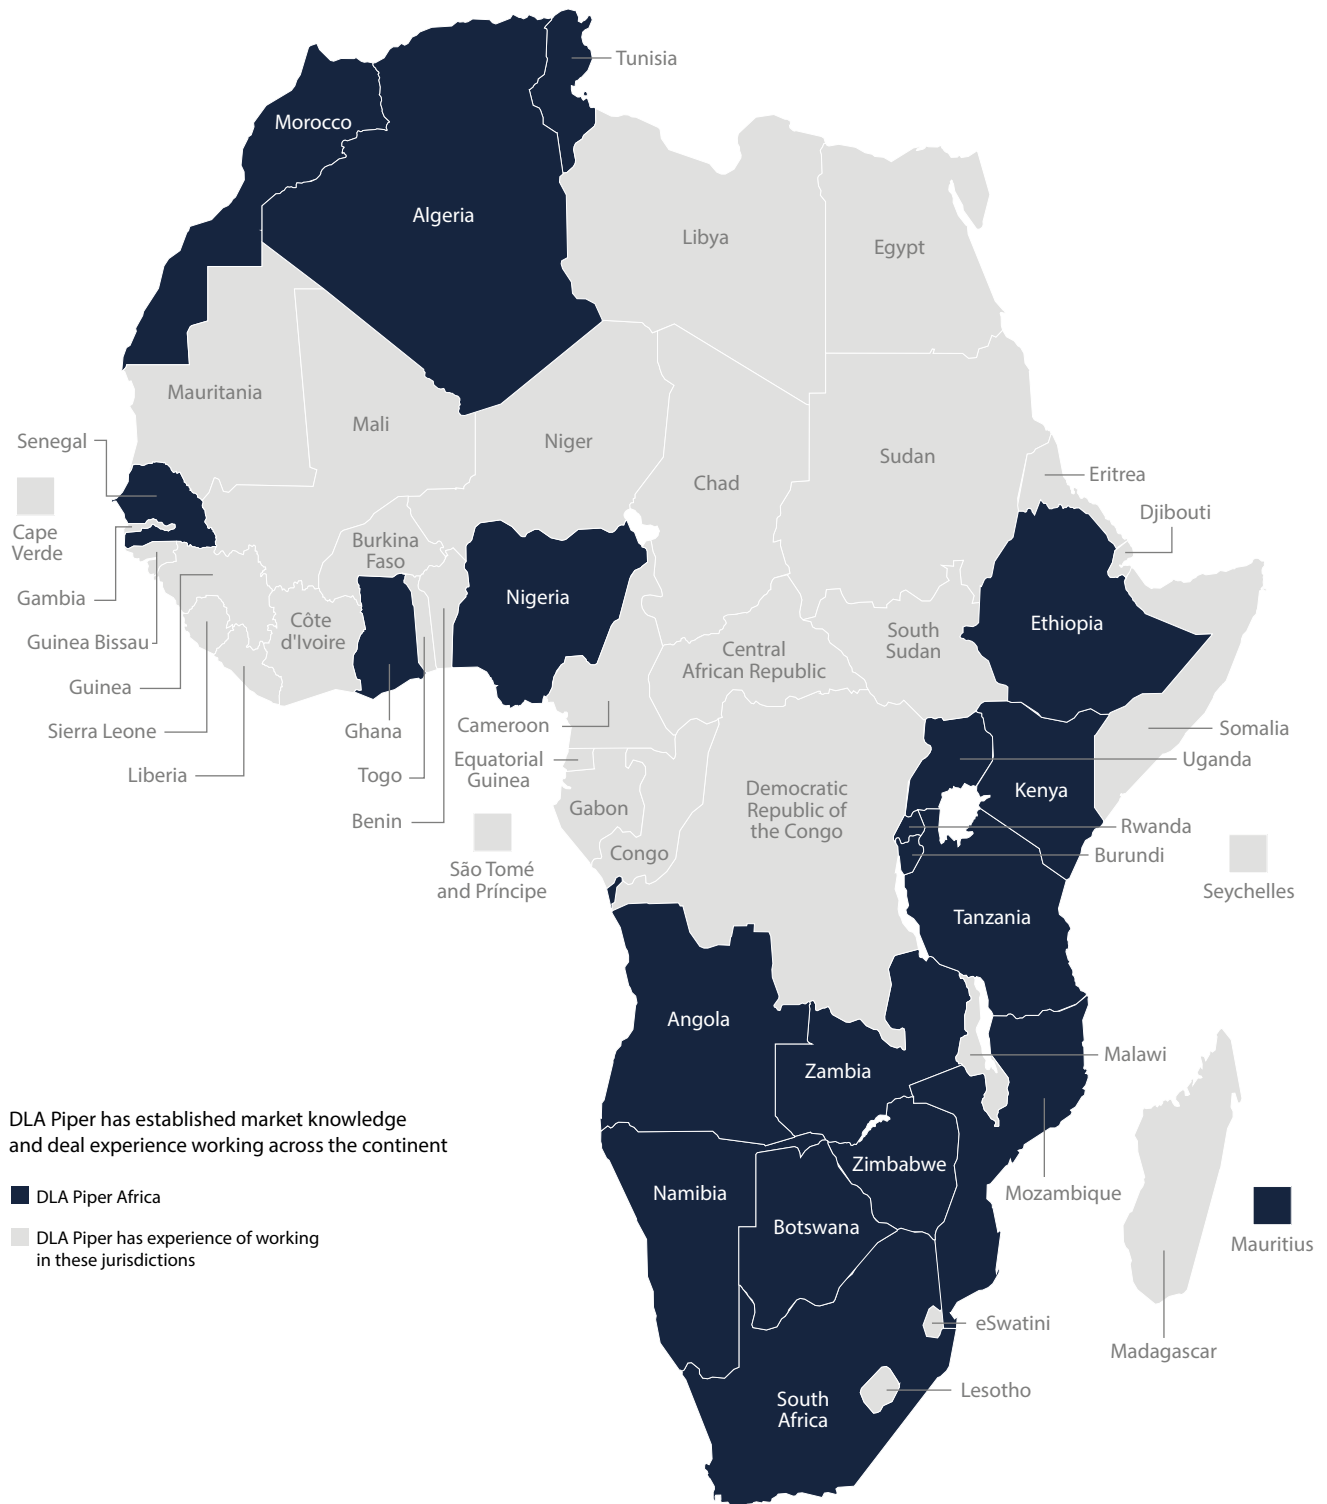 Tunisia
Morocco
Algeria
Libya
Egypt
Mauritania
Mali
Niger
Chad
Sudan
Eritrea
Djibouti
Senegal
Cape
Verde
Gambia
Guinea Bissau
Guinea
Sierra Leone
Liberia
Burkina
Faso
Côte
d'Ivoire
Nigeria
Ghana
Togo
Benin
Cameroon
Equatorial
Guinea
Gabon
Congo
São Tomé
and Príncipe
Central
African Republic
South
Sudan
Ethiopia
Somalia
Uganda
Kenya
Rwanda
Burundi
Democratic
Republic of
the Congo
Tanzania
Seychelles
Angola
Zambia
Malawi
Mozambique
Zimbabwe
Namibia
Botswana
Mauritius
Madagascar
eSwatini
Lesotho
South
Africa
DLA Piper has established market knowledge
and deal experience working across the continent
DLA Piper Africa
DLA Piper has experience of working
in these jurisdictions